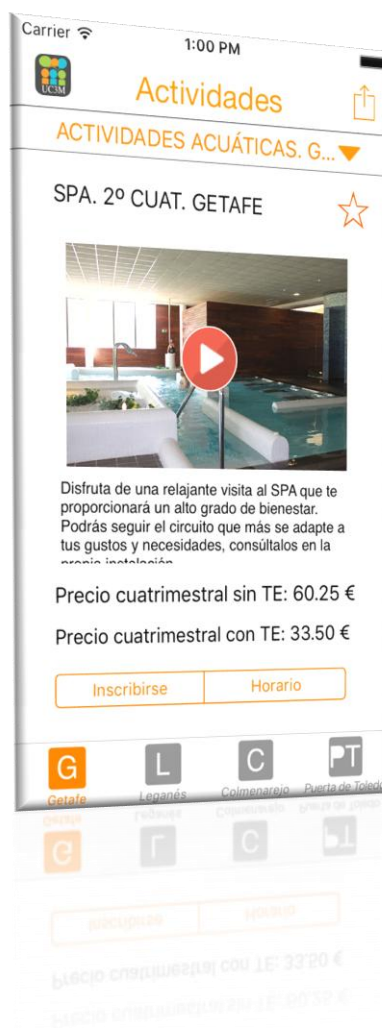 Carrier
1:00 PM
UC3M
Actividades
ACTIVIDADES ACUÁTICAS. G...
SPA. 2º CUAT. GETAFE
Disfruta de una relajante visita al SPA que te
proporcionará un alto grado de bienestar.
Podrás seguir el circuito que más se adapte a
tus gustos y necesidades, consúltalos en la
propia instalación
Precio cuatrimestral sin TE: 60.25 €
Precio cuatrimestral con TE: 33.50 €
Inscribirse Horario
G L C PT
Getafe Leganés Colmenarejo Puerta de Toledo